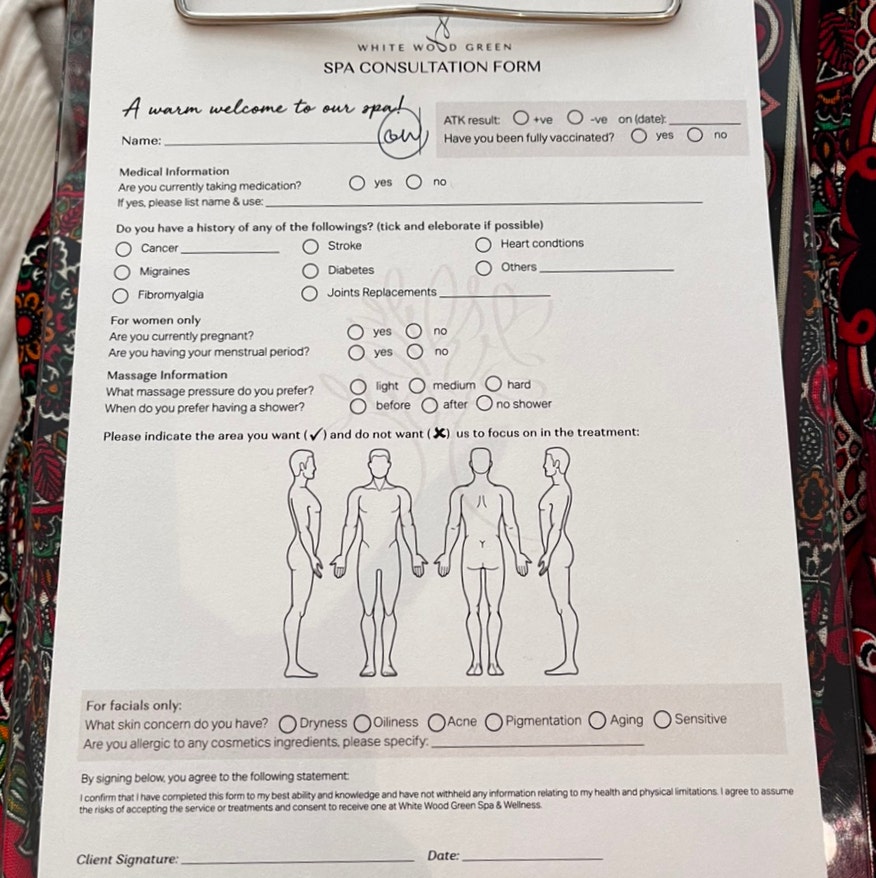 WHITE WOOD GREEN
SPA CONSULTATION FORM
A warm welcome to our spa!
Name:
ATK result: +ve -ve on (date):
Have you been fully vaccinated? yes no
Medical Information
Are you currently taking medication? yes no
If yes, please list name & use:
Do you have a history of any of the followings? (tick and eleborate if possible)
Cancer Stroke Heart condtions
Migraines Diabetes Others
Fibromyalgia Joints Replacements
For women only
Are you currently pregnant? yes no
Are you having your menstrual period? yes no
Massage Information
What massage pressure do you prefer? light medium hard
When do you prefer having a shower? before after no shower
Please indicate the area you want (✓) and do not want (✘) us to focus on in the treatment:
For facials only:
What skin concern do you have? Dryness Oiliness Acne Pigmentation Aging Sensitive
Are you allergic to any cosmetics ingredients, please specify:
By signing below, you agree to the following statement:
I confirm that I have completed this form to my best ability and knowledge and have not withheld any information relating to my health and physical limitations. I agree to assume
the risks of accepting the service or treatments and consent to receive one at White Wood Green Spa & Wellness.
Client Signature: Date: